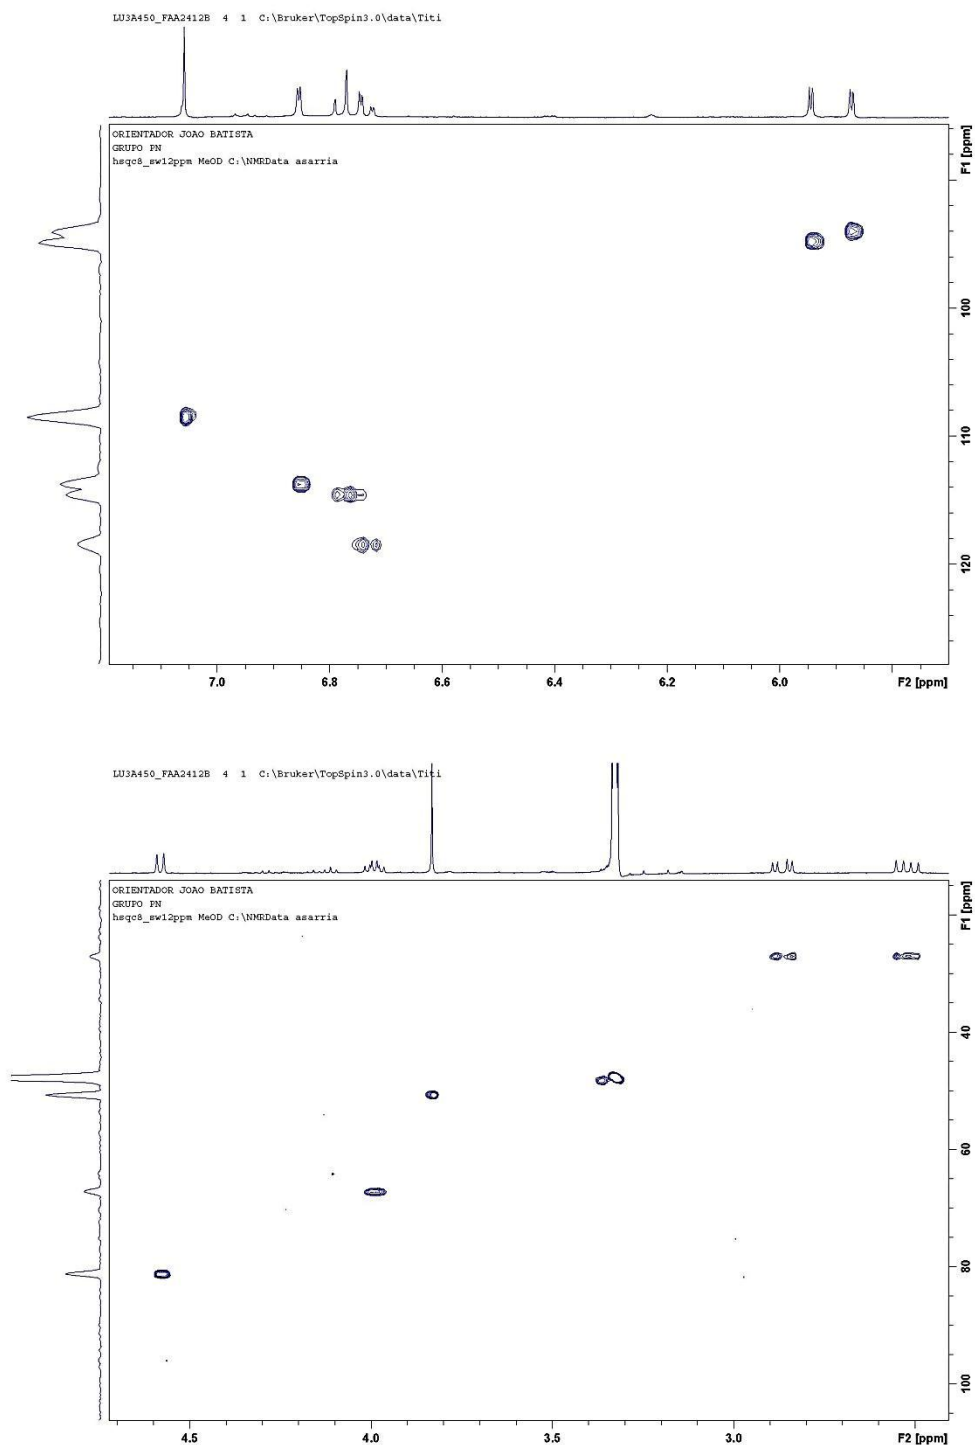 LU3A450_FAA2412B 4 1 C:\Bruker\TopSpin3.0\data\Titi
ORIENTADOR JOAO BATISTA
GRUPO PN
hsqc8_sw12ppm MeOD C:\NMRData asarria
F1 [ppm]
100
110
120
7.0 6.8 6.6 6.4 6.2 6.0 F2 [ppm]
LU3A450_FAA2412B 4 1 C:\Bruker\TopSpin3.0\data\Titi
ORIENTADOR JOAO BATISTA
GRUPO PN
hsqc8_sw12ppm MeOD C:\NMRData asarria
F1 [ppm]
40
60
80
100
4.5 4.0 3.5 3.0 F2 [ppm]